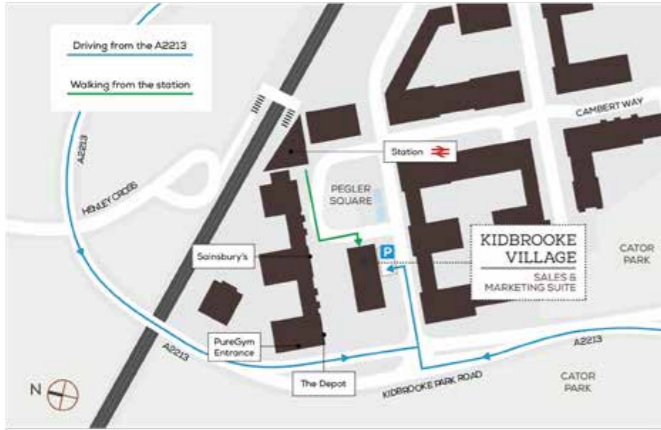 Driving from the A2213
Walking from the station
A2213
CAMBERT WAY
Station
HENLEY CROSS
PEGLER
SQUARE
P
KIDBROOKE
VILLAGE
SALES &
MARKETING SUITE
CATOR
PARK
Sainsbury's
PureGym
Entrance
A2213
A2213
The Depot
KIDBROOKE PARK ROAD
CATOR
PARK
N